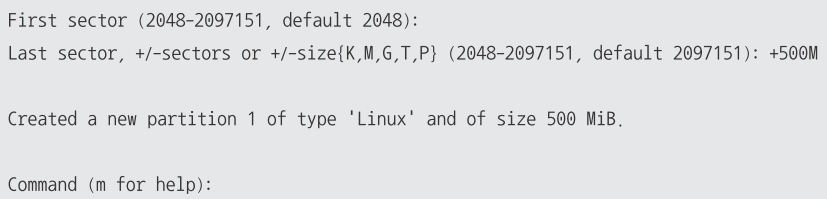 First sector (2048-2097151, default 2048):
Last sector, +/-sectors or +/-size{K,M,G,T,P} (2048-2097151, default 2097151): +500M
Created a new partition 1 of type 'Linux' and of size 500 MiB.
Command (m for help):